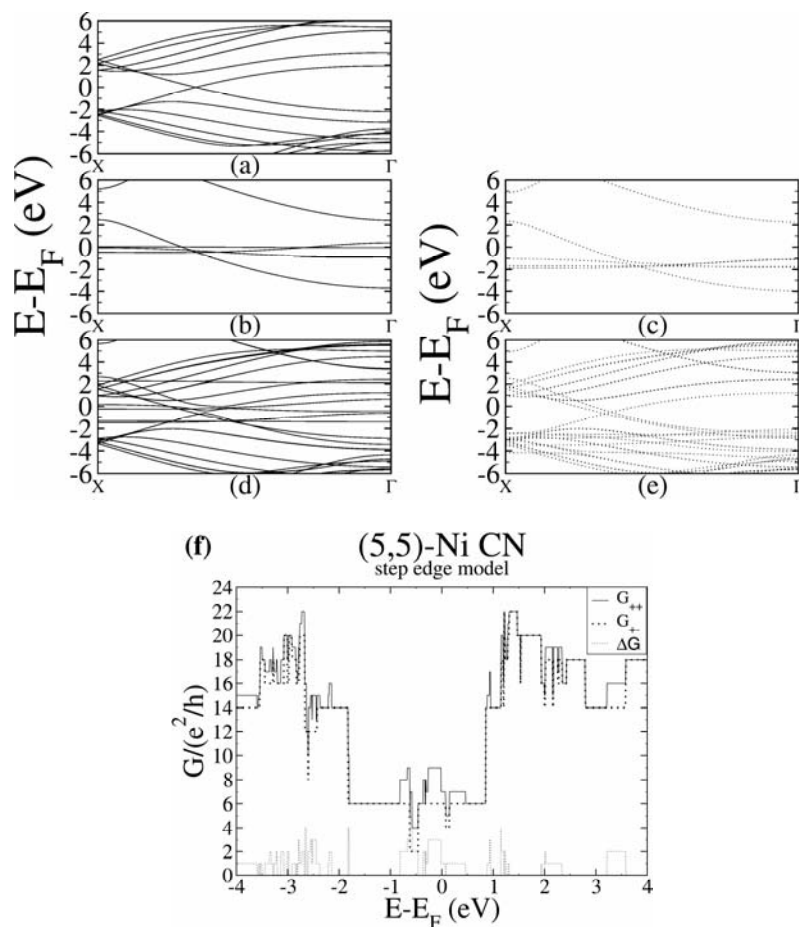 6
4
2
0
-2
-4
-6
X
Γ
(a)
6
4
2
0
-2
-4
-6
X
Γ
(b)
6
4
2
0
-2
-4
-6
X
Γ
(c)
6
4
2
0
-2
-4
-6
X
Γ
(d)
6
4
2
0
-2
-4
-6
X
Γ
(e)
E-E_F (eV)
E-E_F (eV)
(f)
(5,5)-Ni CN
step edge model
G++
G+-
ΔG
24
22
20
18
16
14
12
10
8
6
4
2
0
G/(e²/h)
-4
-3
-2
-1
0
1
2
3
4
E-E_F (eV)